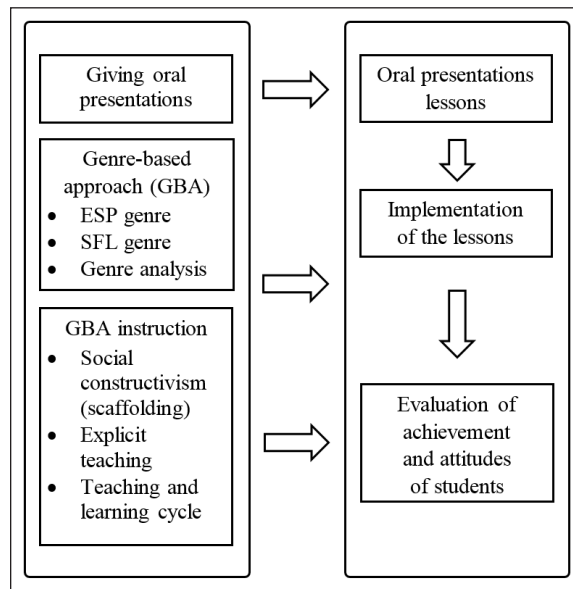 Giving oral
presentations
Genre-based
approach (GBA)
• ESP genre
• SFL genre
• Genre analysis
GBA instruction
• Social
constructivism
(scaffolding)
• Explicit
teaching
• Teaching and
learning cycle
Oral presentations
lessons
Implementation
of the lessons
Evaluation of
achievement
and attitudes
of students